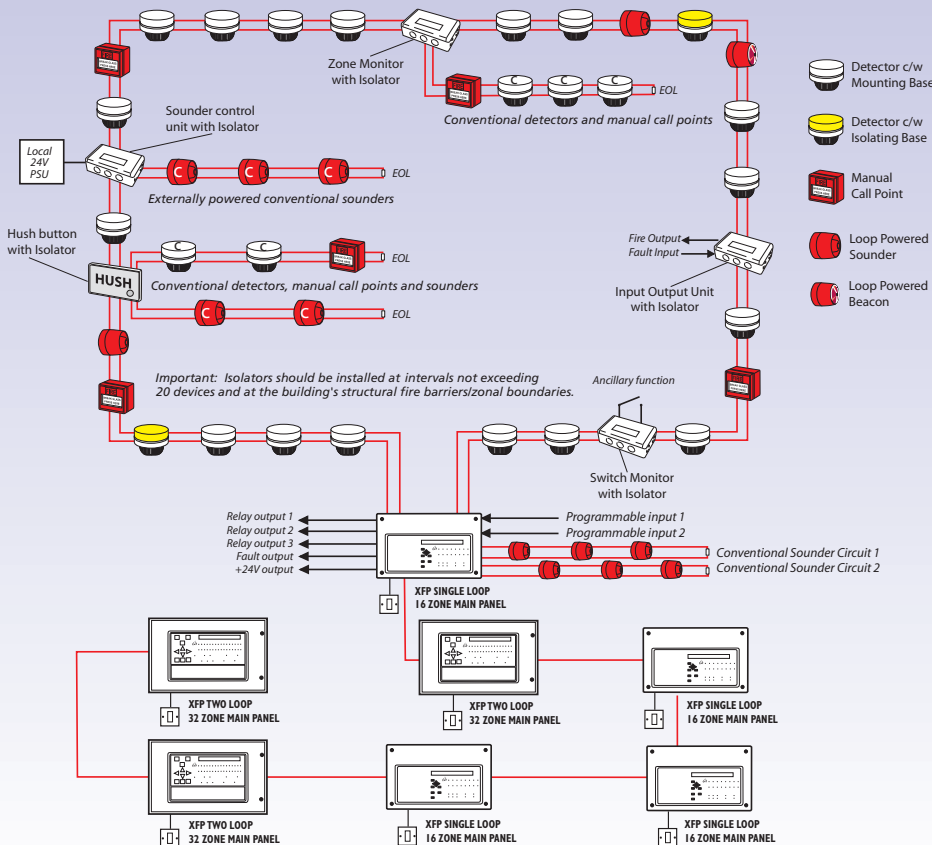 Zone Monitor
with Isolator
C
C
C
EOL
Conventional detectors and manual call points
Detector c/w
Mounting Base
Detector c/w
Isolating Base
Manual
Call Point
Loop Powered
Sounder
Loop Powered
Beacon
Sounder control
unit with Isolator
Local
24V
PSU
C
C
C
EOL
Externally powered conventional sounders
Hush button
with Isolator
HUSH
C
C
EOL
Conventional detectors, manual call points and sounders
C
C
EOL
Fire Output
Fault Input
Input Output Unit
with Isolator
Important: Isolators should be installed at intervals not exceeding
20 devices and at the building's structural fire barriers/zonal boundaries.
Ancillary function
Switch Monitor
with Isolator
Relay output 1
Relay output 2
Relay output 3
Fault output
+24V output
Programmable input 1
Programmable input 2
Conventional Sounder Circuit 1
Conventional Sounder Circuit 2
XFP SINGLE LOOP
16 ZONE MAIN PANEL
XFP TWO LOOP
32 ZONE MAIN PANEL
XFP TWO LOOP
32 ZONE MAIN PANEL
XFP SINGLE LOOP
16 ZONE MAIN PANEL
XFP TWO LOOP
32 ZONE MAIN PANEL
XFP SINGLE LOOP
16 ZONE MAIN PANEL
XFP SINGLE LOOP
16 ZONE MAIN PANEL